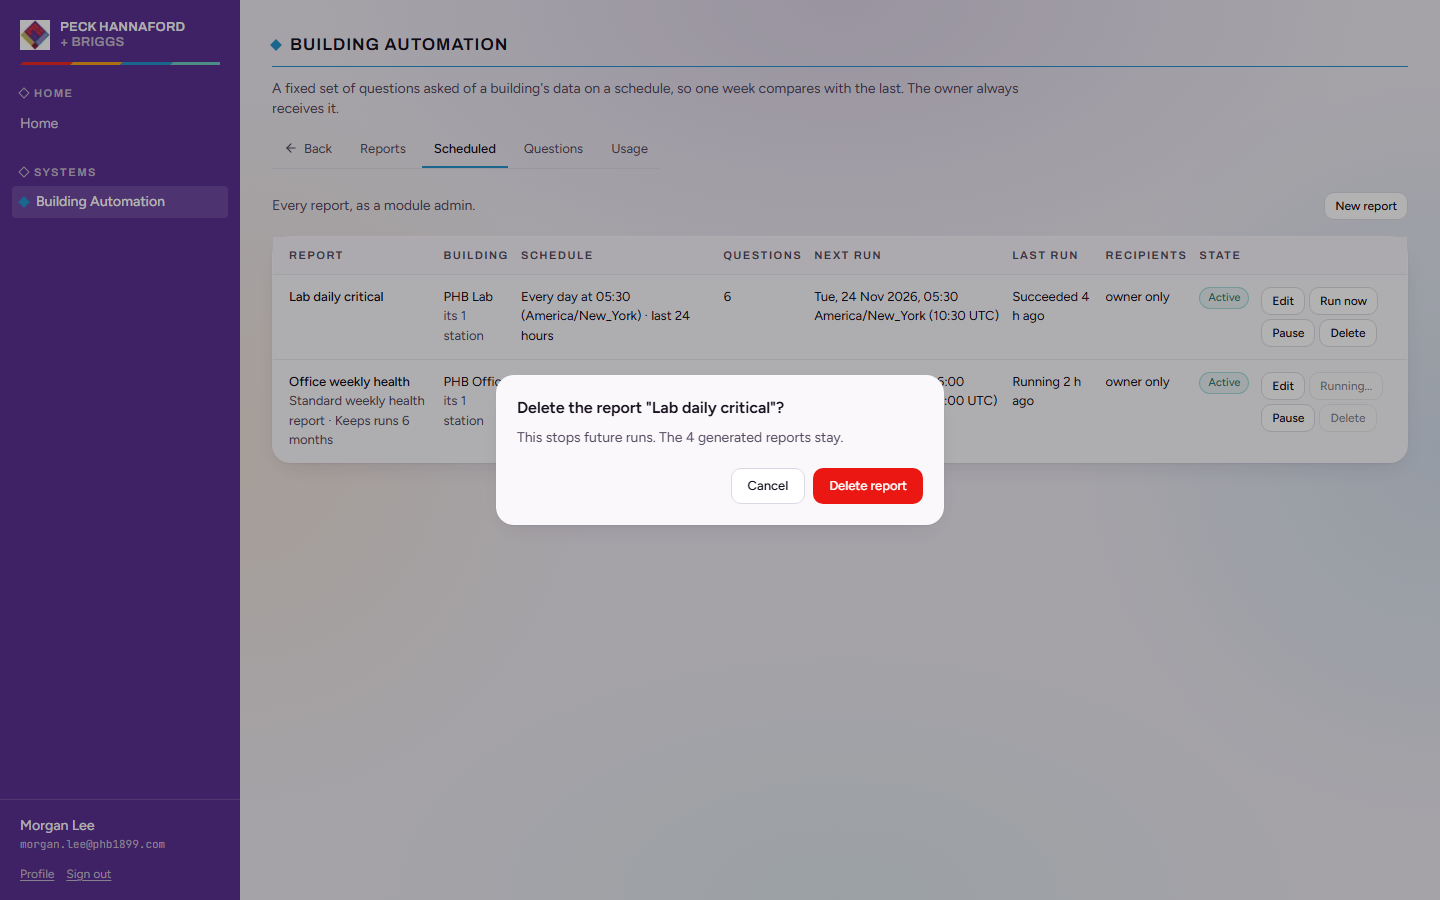 PECK HANNAFORD
+ BRIGGS
HOME
Home
SYSTEMS
Building Automation
Morgan Lee
morgan.lee@phb1899.com
Profile Sign out
BUILDING AUTOMATION
A fixed set of questions asked of a building's data on a schedule, so one week compares with the last. The owner always
receives it.
← Back Reports Scheduled Questions Usage
Every report, as a module admin.
New report
REPORT BUILDING SCHEDULE QUESTIONS NEXT RUN LAST RUN RECIPIENTS STATE
Lab daily critical PHB Lab Every day at 05:30 6 Tue, 24 Nov 2026, 05:30 Succeeded 4 owner only Active Edit Run now
its 1 (America/New_York) · last 24 America/New_York (10:30 UTC) h ago
station hours Pause Delete
Office weekly health PHB Offic 6:00 Running 2 h owner only Active Edit Running...
Standard weekly health its 1 :00 UTC) ago
report · Keeps runs 6 station Pause Delete
months
Delete the report "Lab daily critical"?
This stops future runs. The 4 generated reports stay.
Cancel Delete report